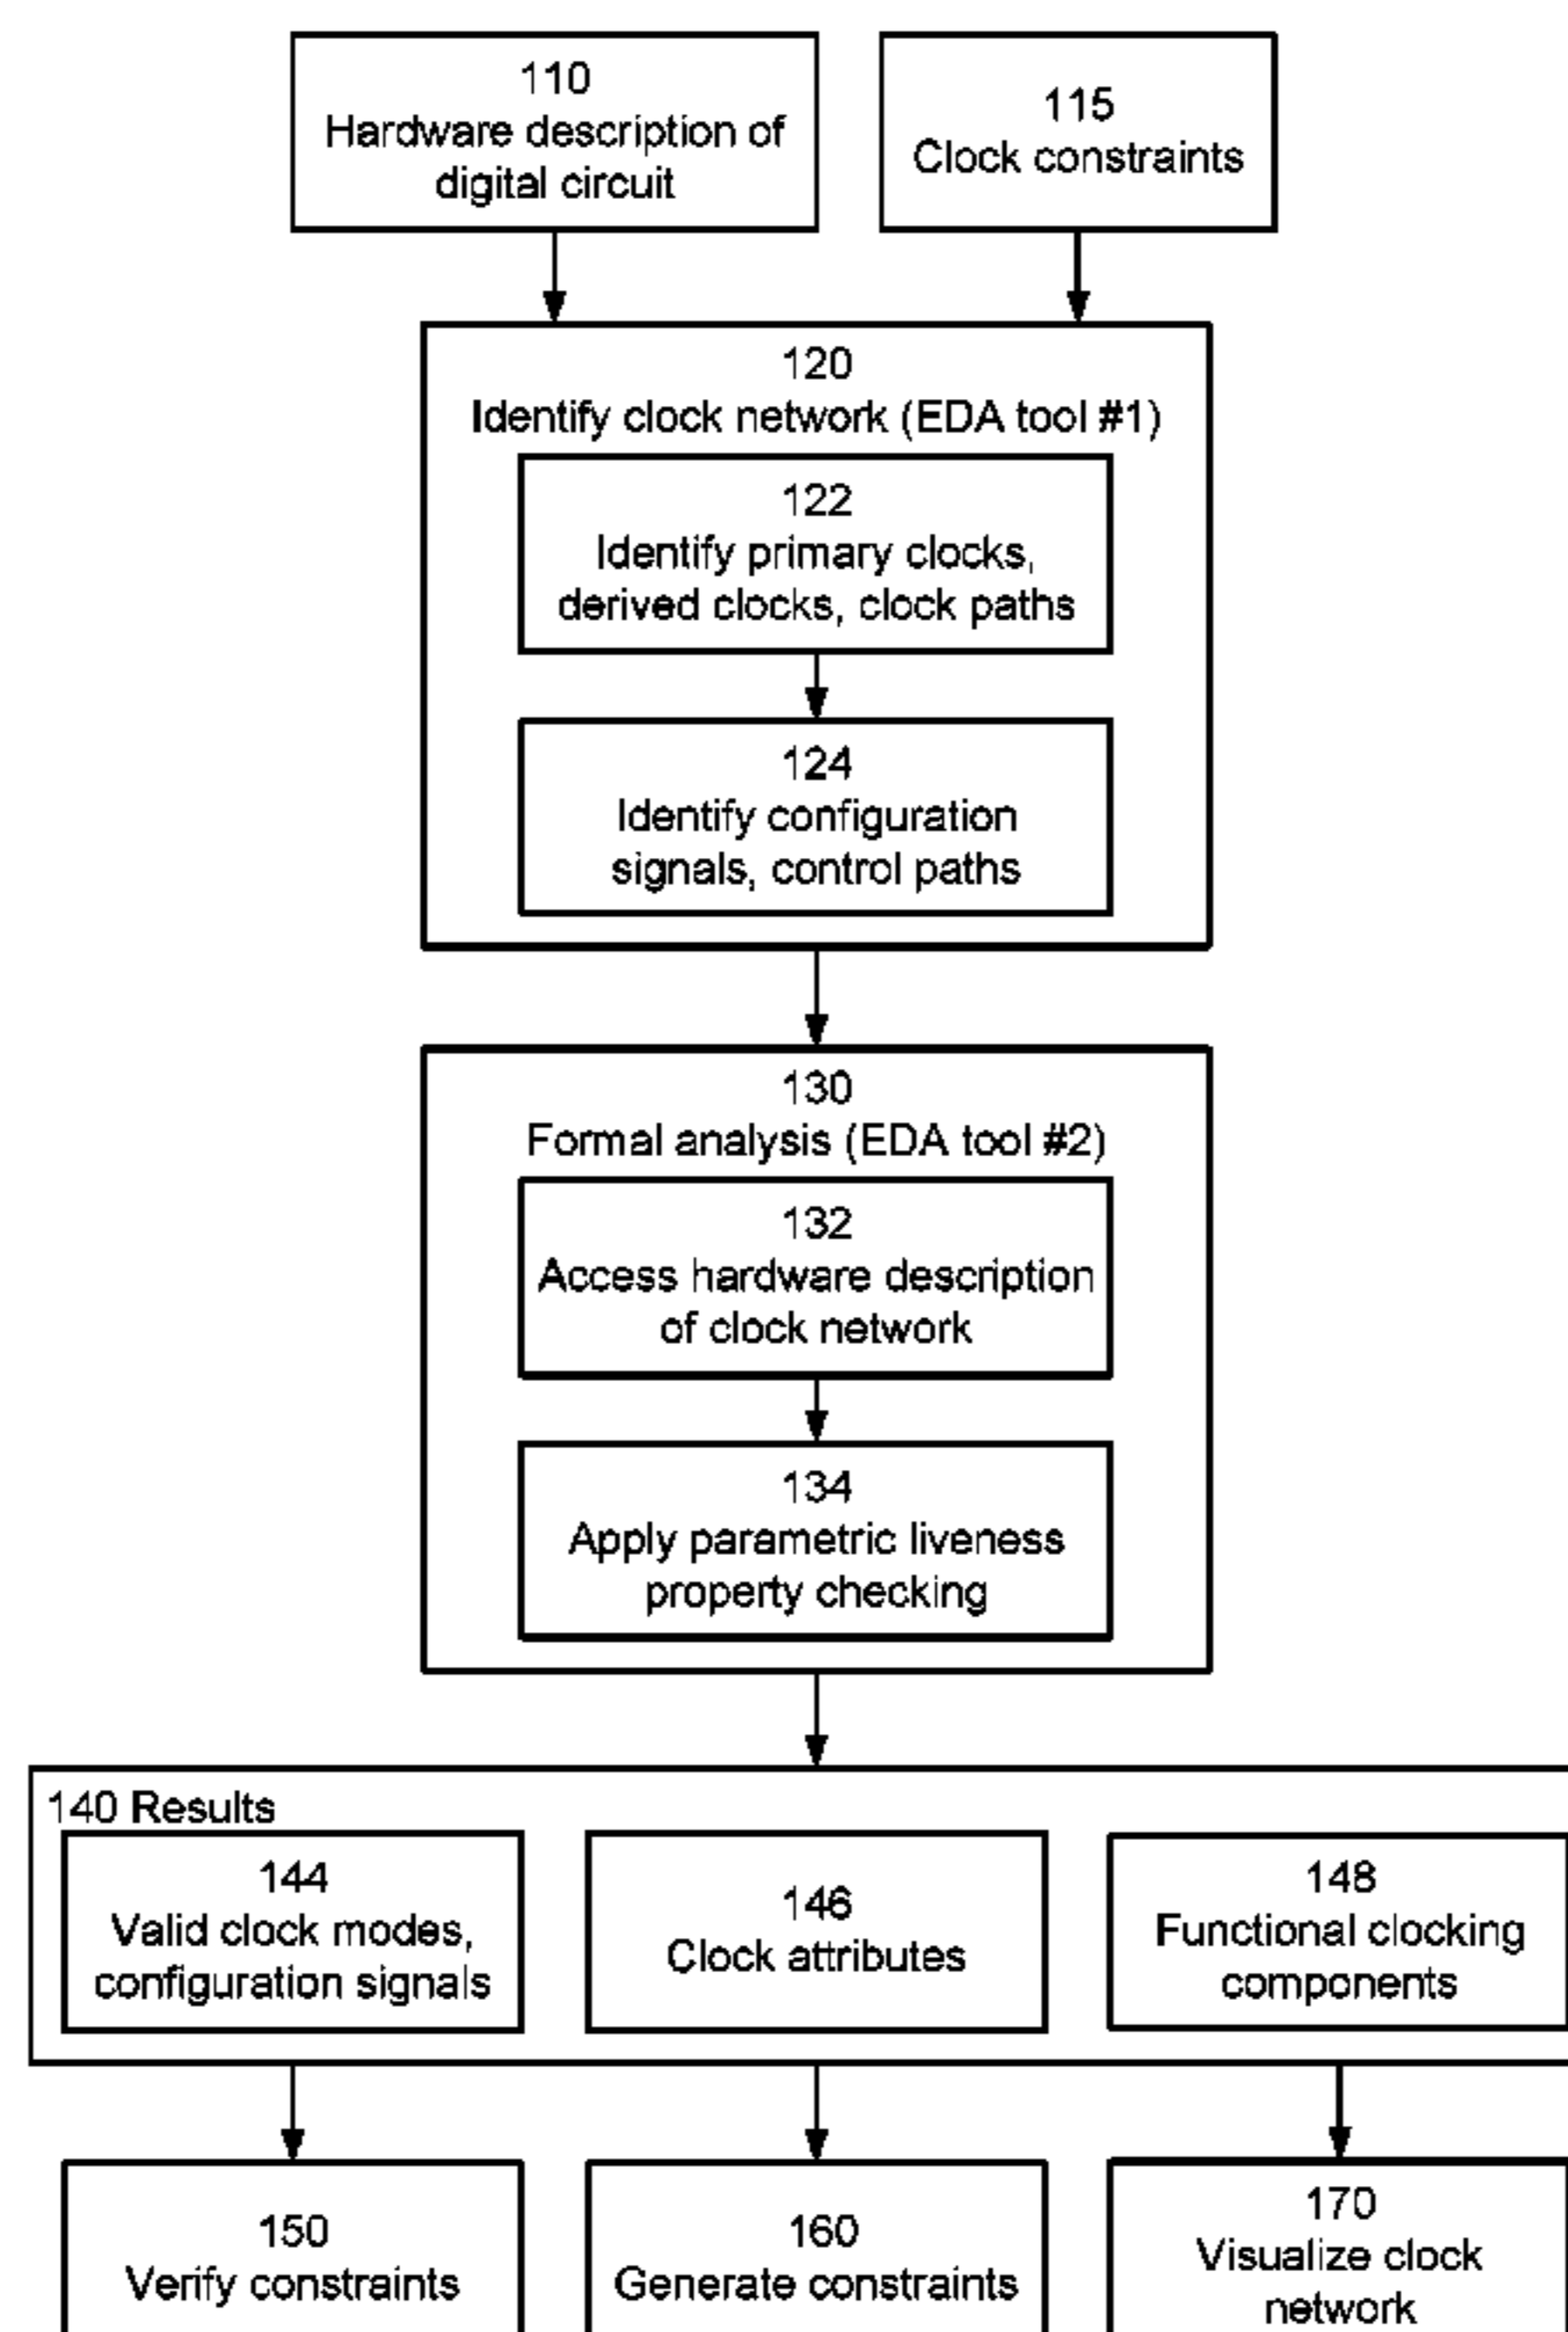 110
Hardware description of
digital circuit
115
Clock constraints
120
Identify clock network (EDA tool #1)
122
Identify primary clocks,
derived clocks, clock paths
124
Identify configuration
signals, control paths
130
Formal analysis (EDA tool #2)
132
Access hardware description
of clock network
134
Apply parametric liveness
property checking
140 Results
144
Valid clock modes,
configuration signals
146
Clock attributes
148
Functional clocking
components
150
Verify constraints
160
Generate constraints
170
Visualize clock
network